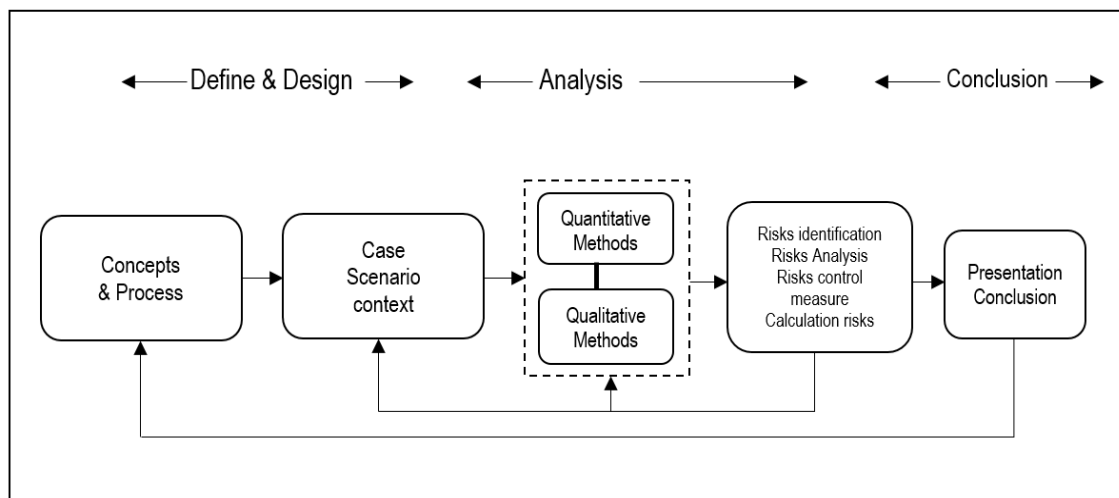 Define & Design
Analysis
Conclusion
Concepts
& Process
Case
Scenario
context
Quantitative
Methods
Qualitative
Methods
Risks identification
Risks Analysis
Risks control
measure
Calculation risks
Presentation
Conclusion